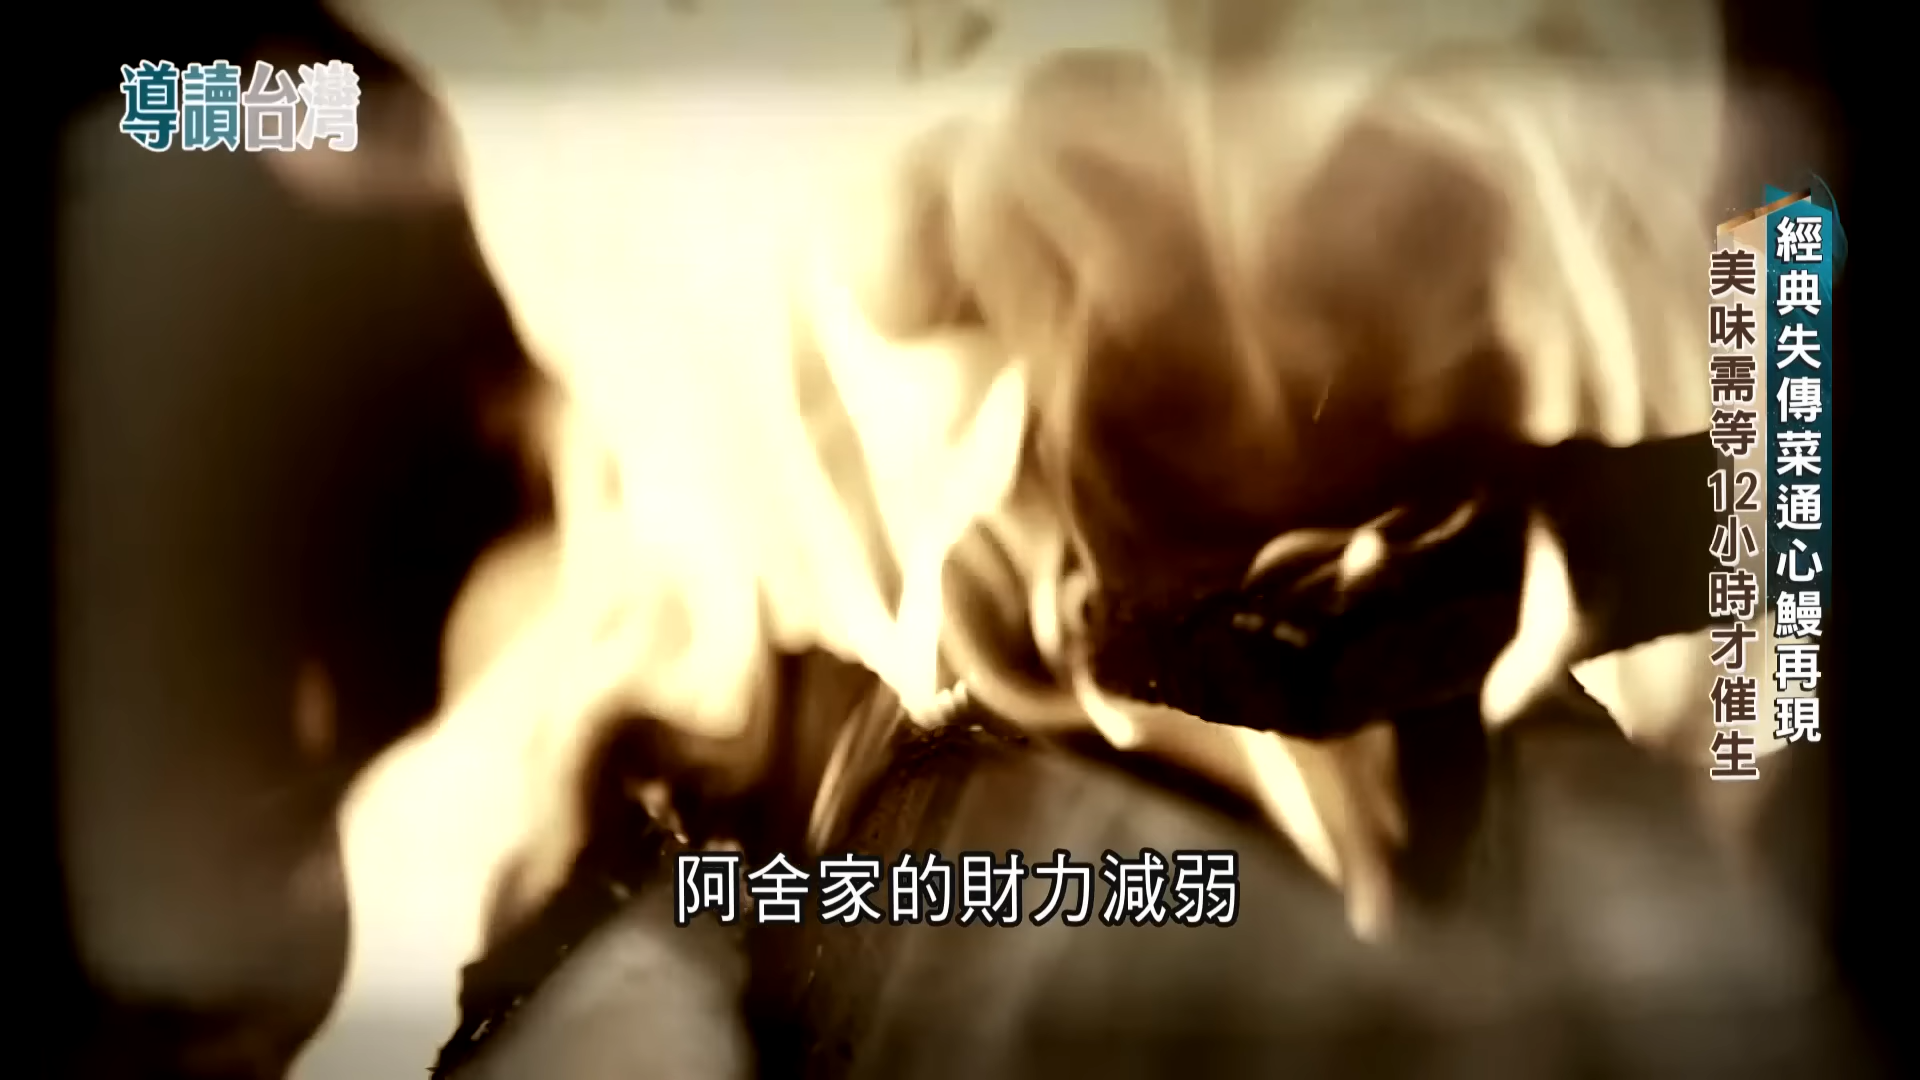 導讀台灣
經典失傳菜通心鰻再現
美味需等12小時才催生
阿舍家的財力減弱